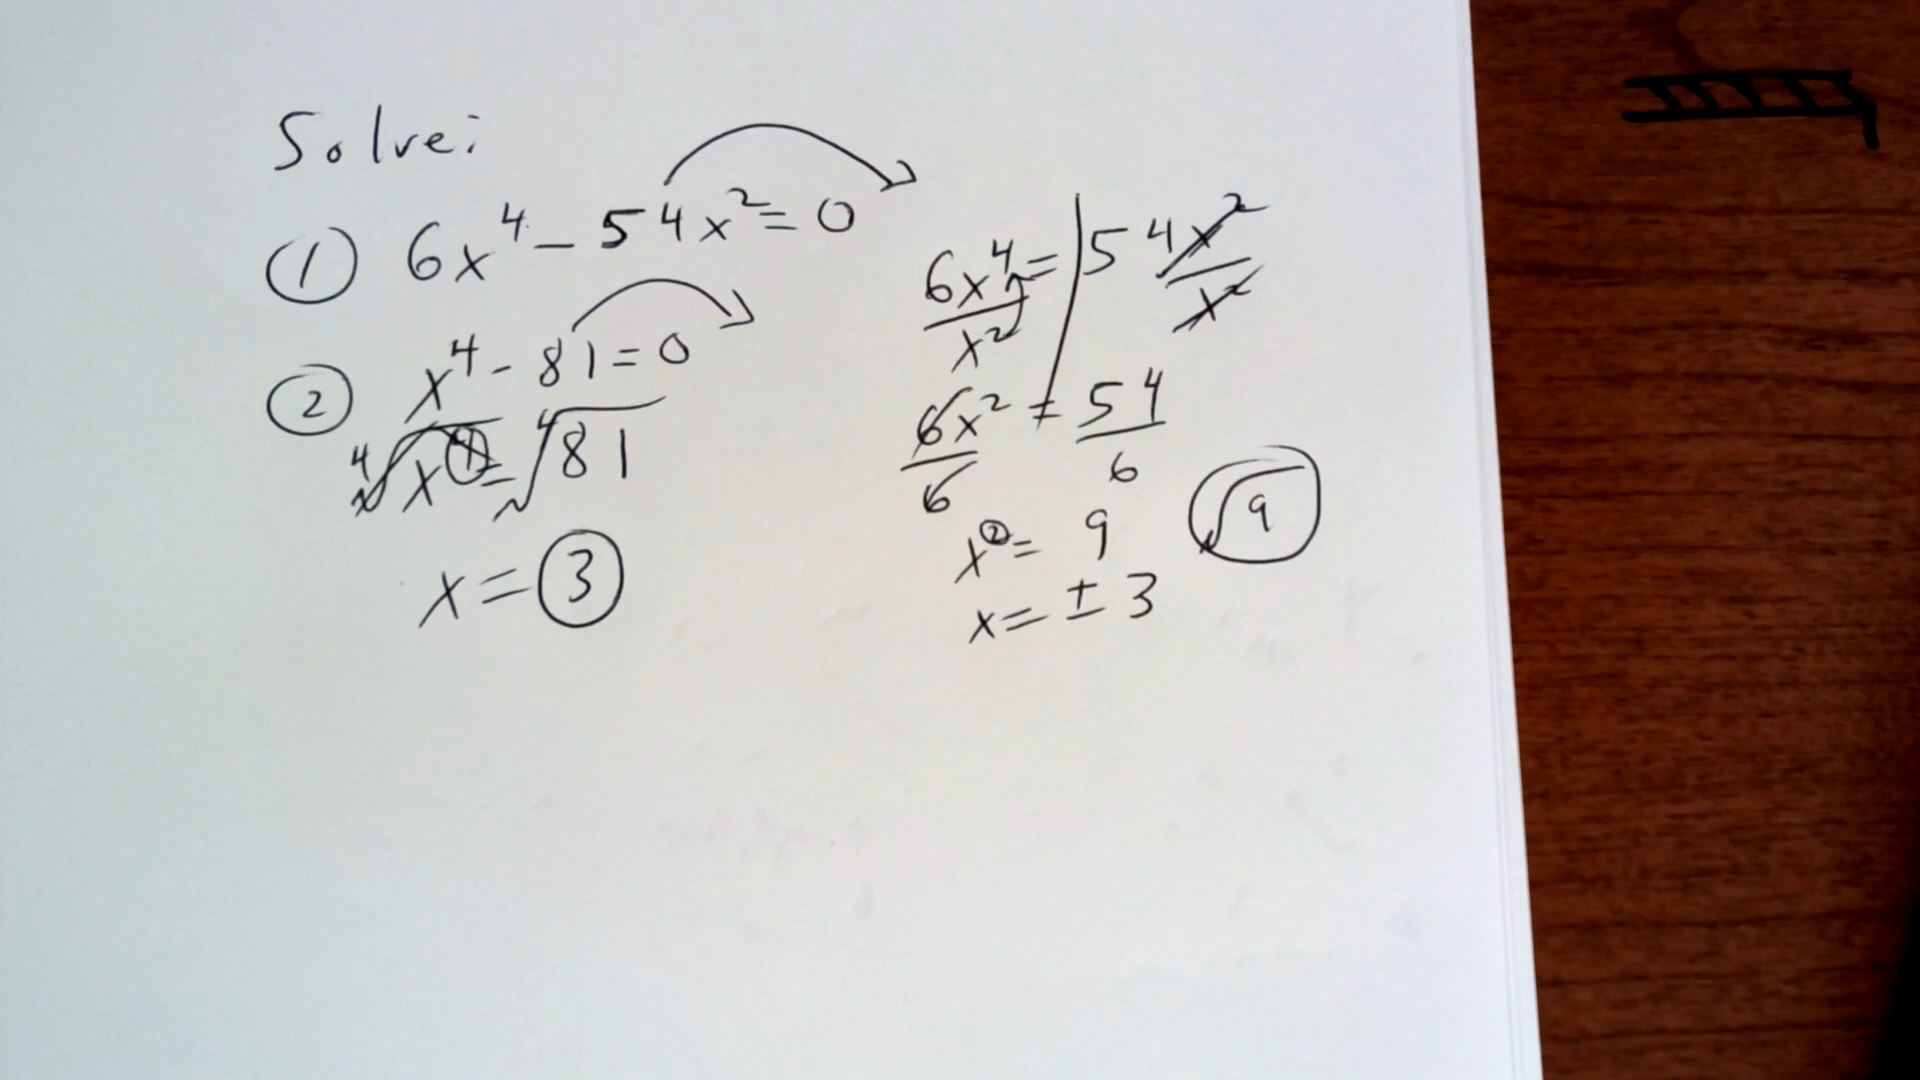 Solve:
① 6x⁴ - 54x² = 0
6x⁴/x² = 54x²/x²
6x²/6 = 54/6
x² = 9 √9
x = ± 3
② x⁴ - 81 = 0
⁴√x⁴ = ⁴√81
x = 3